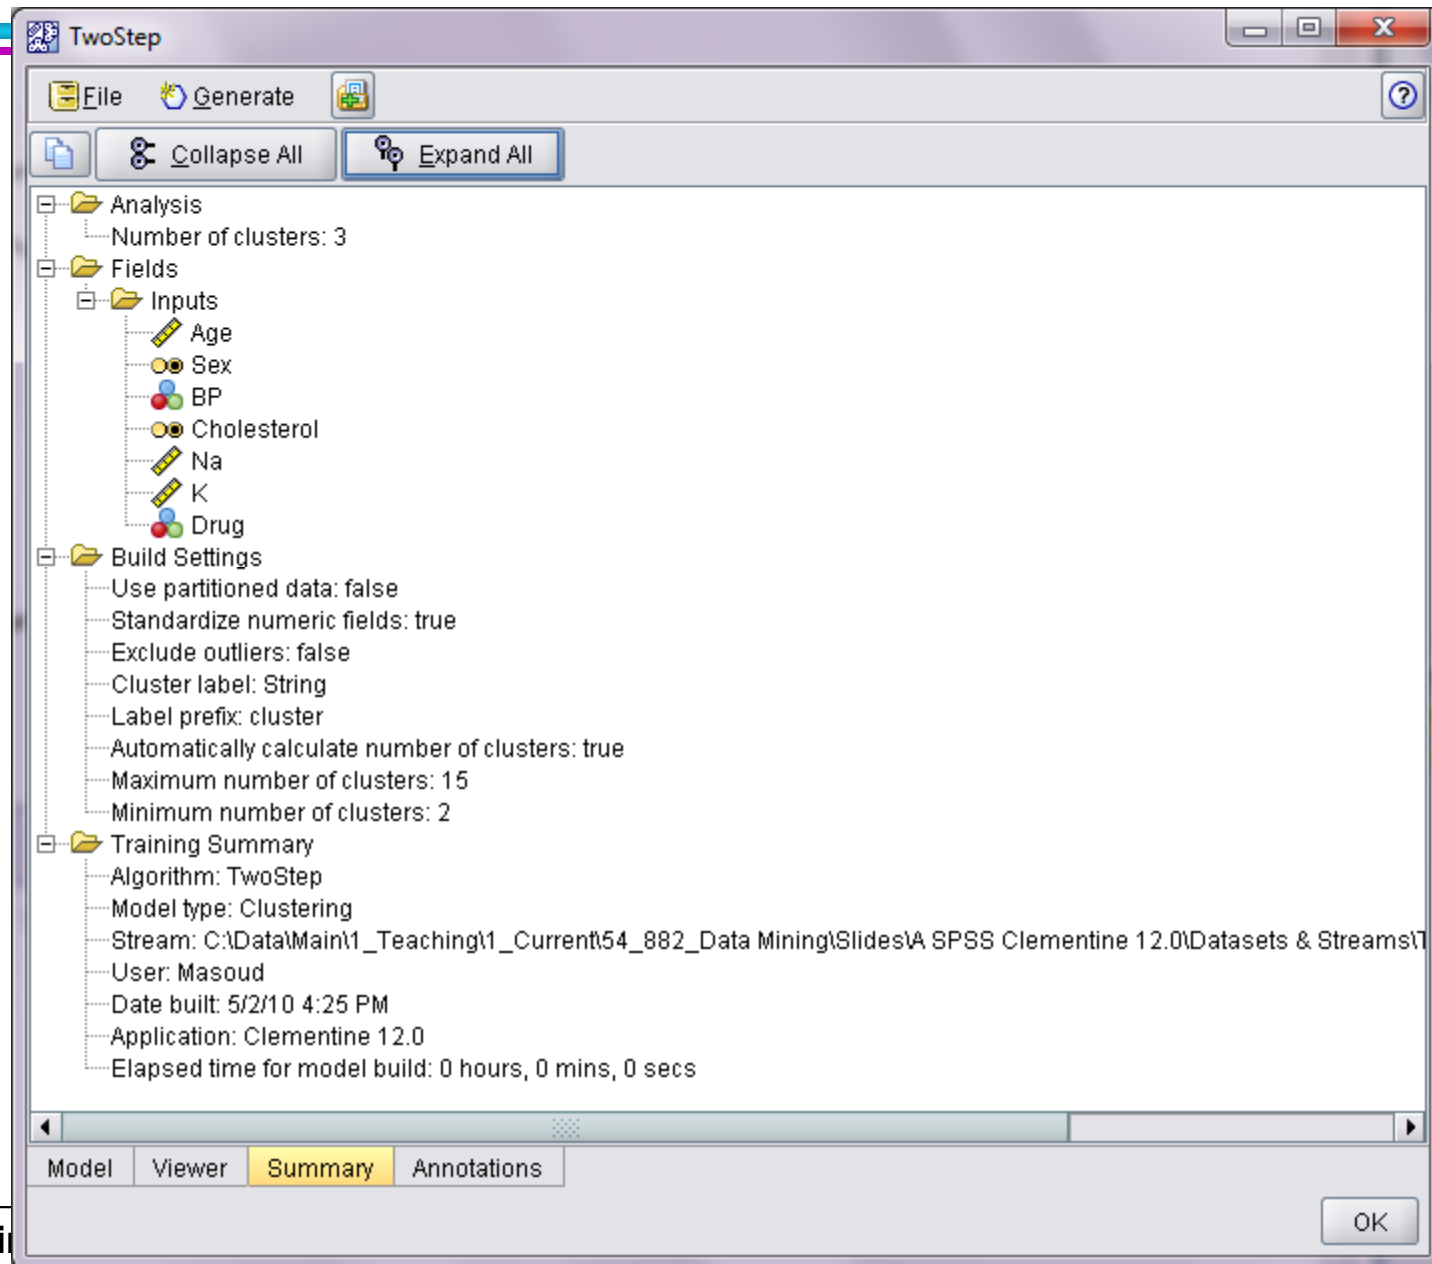 TwoStep
File Generate
Collapse All Expand All
Analysis
Number of clusters: 3
Fields
Inputs
Age
Sex
BP
Cholesterol
Na
K
Drug
Build Settings
Use partitioned data: false
Standardize numeric fields: true
Exclude outliers: false
Cluster label: String
Label prefix: cluster
Automatically calculate number of clusters: true
Maximum number of clusters: 15
Minimum number of clusters: 2
Training Summary
Algorithm: TwoStep
Model type: Clustering
Stream: C:\Data\Main\1_Teaching\1_Current\54_882_Data Mining\Slides\A SPSS Clementine 12.0\Datasets & Streams\
User: Masoud
Date built: 5/2/10 4:25 PM
Application: Clementine 12.0
Elapsed time for model build: 0 hours, 0 mins, 0 secs
Model Viewer Summary Annotations
OK